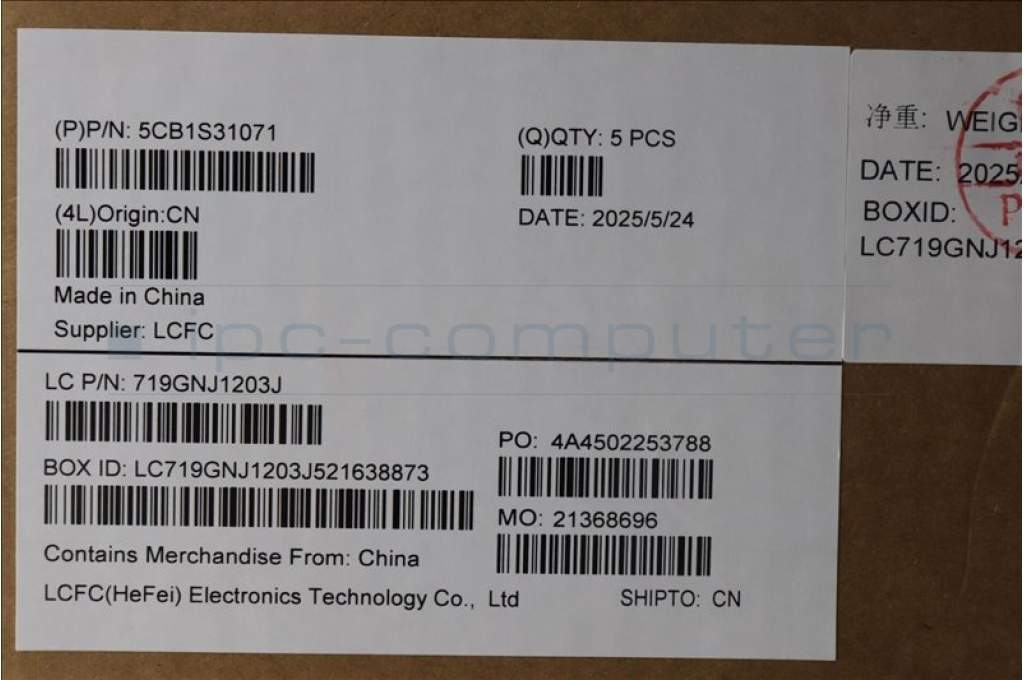 (P)P/N: 5CB1S31071
(Q)QTY: 5 PCS
(4L)Origin:CN
DATE: 2025/5/24
Made in China
Supplier: LCFC
ipc-computer
LC P/N: 719GNJ1203J
PO: 4A4502253788
BOX ID: LC719GNJ1203J521638873
MO: 21368696
Contains Merchandise From: China
LCFC(HeFei) Electronics Technology Co., Ltd
SHIPTO: CN
净重: WEIG
DATE: 2025
BOXID:
LC719GNJ12
P